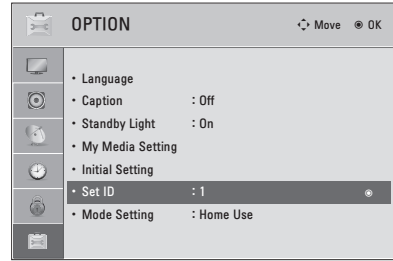 OPTION Move OK
• Language
• Caption : Off
• Standby Light : On
• My Media Setting
• Initial Setting
• Set ID : 1
• Mode Setting : Home Use